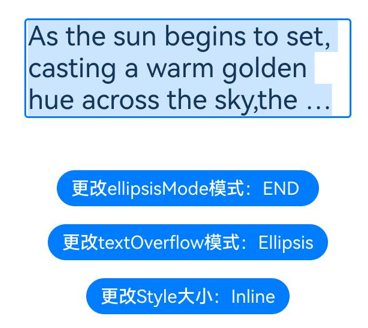 As the sun begins to set,
casting a warm golden
hue across the sky,the …
更改ellipsisMode模式：END
更改textOverflow模式：Ellipsis
更改Style大小：Inline